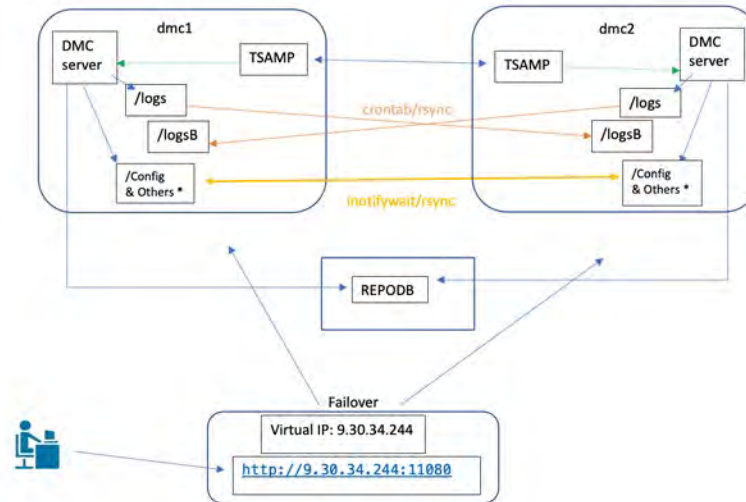 dmc1
DMC
server
TSAMP
/logs
/logsB
/Config
& Others *
dmc2
DMC
server
TSAMP
/logs
/logsB
/Config
& Others *
crontab/rsync
inotifywait/rsync
REPODB
Failover
Virtual IP: 9.30.34.244
http://9.30.34.244:11080